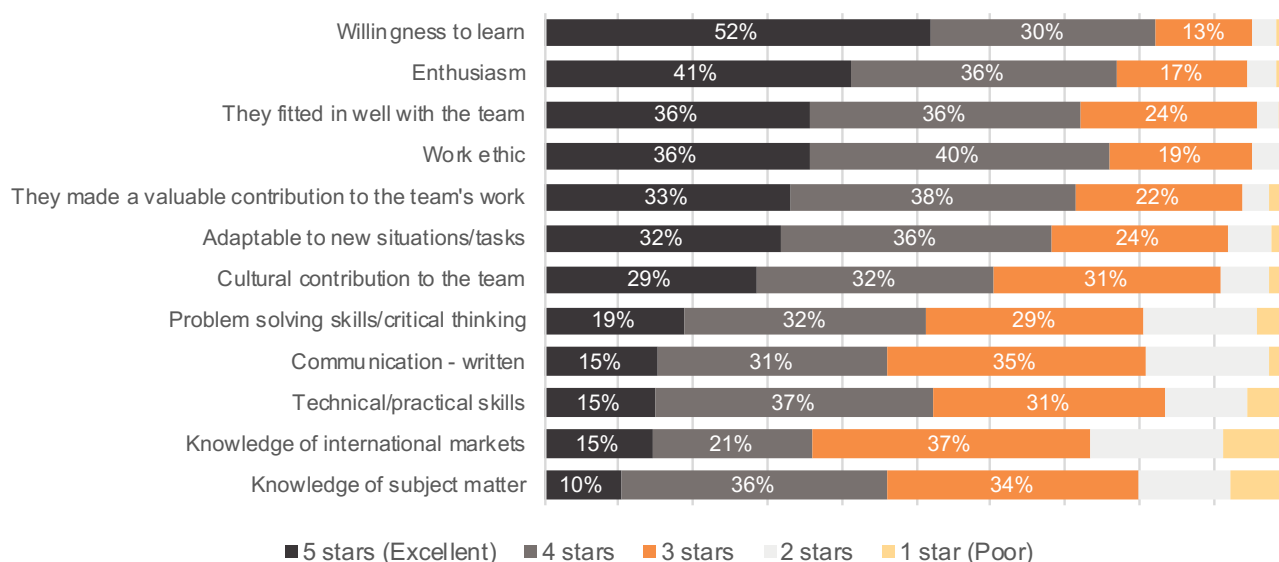 Willingness to learn 52% 30% 13%
Enthusiasm 41% 36% 17%
They fitted in well with the team 36% 36% 24%
Work ethic 36% 40% 19%
They made a valuable contribution to the team's work 33% 38% 22%
Adaptable to new situations/tasks 32% 36% 24%
Cultural contribution to the team 29% 32% 31%
Problem solving skills/critical thinking 19% 32% 29%
Communication - written 15% 31% 35%
Technical/practical skills 15% 37% 31%
Knowledge of international markets 15% 21% 37%
Knowledge of subject matter 10% 36% 34%
5 stars (Excellent) 4 stars 3 stars 2 stars 1 star (Poor)